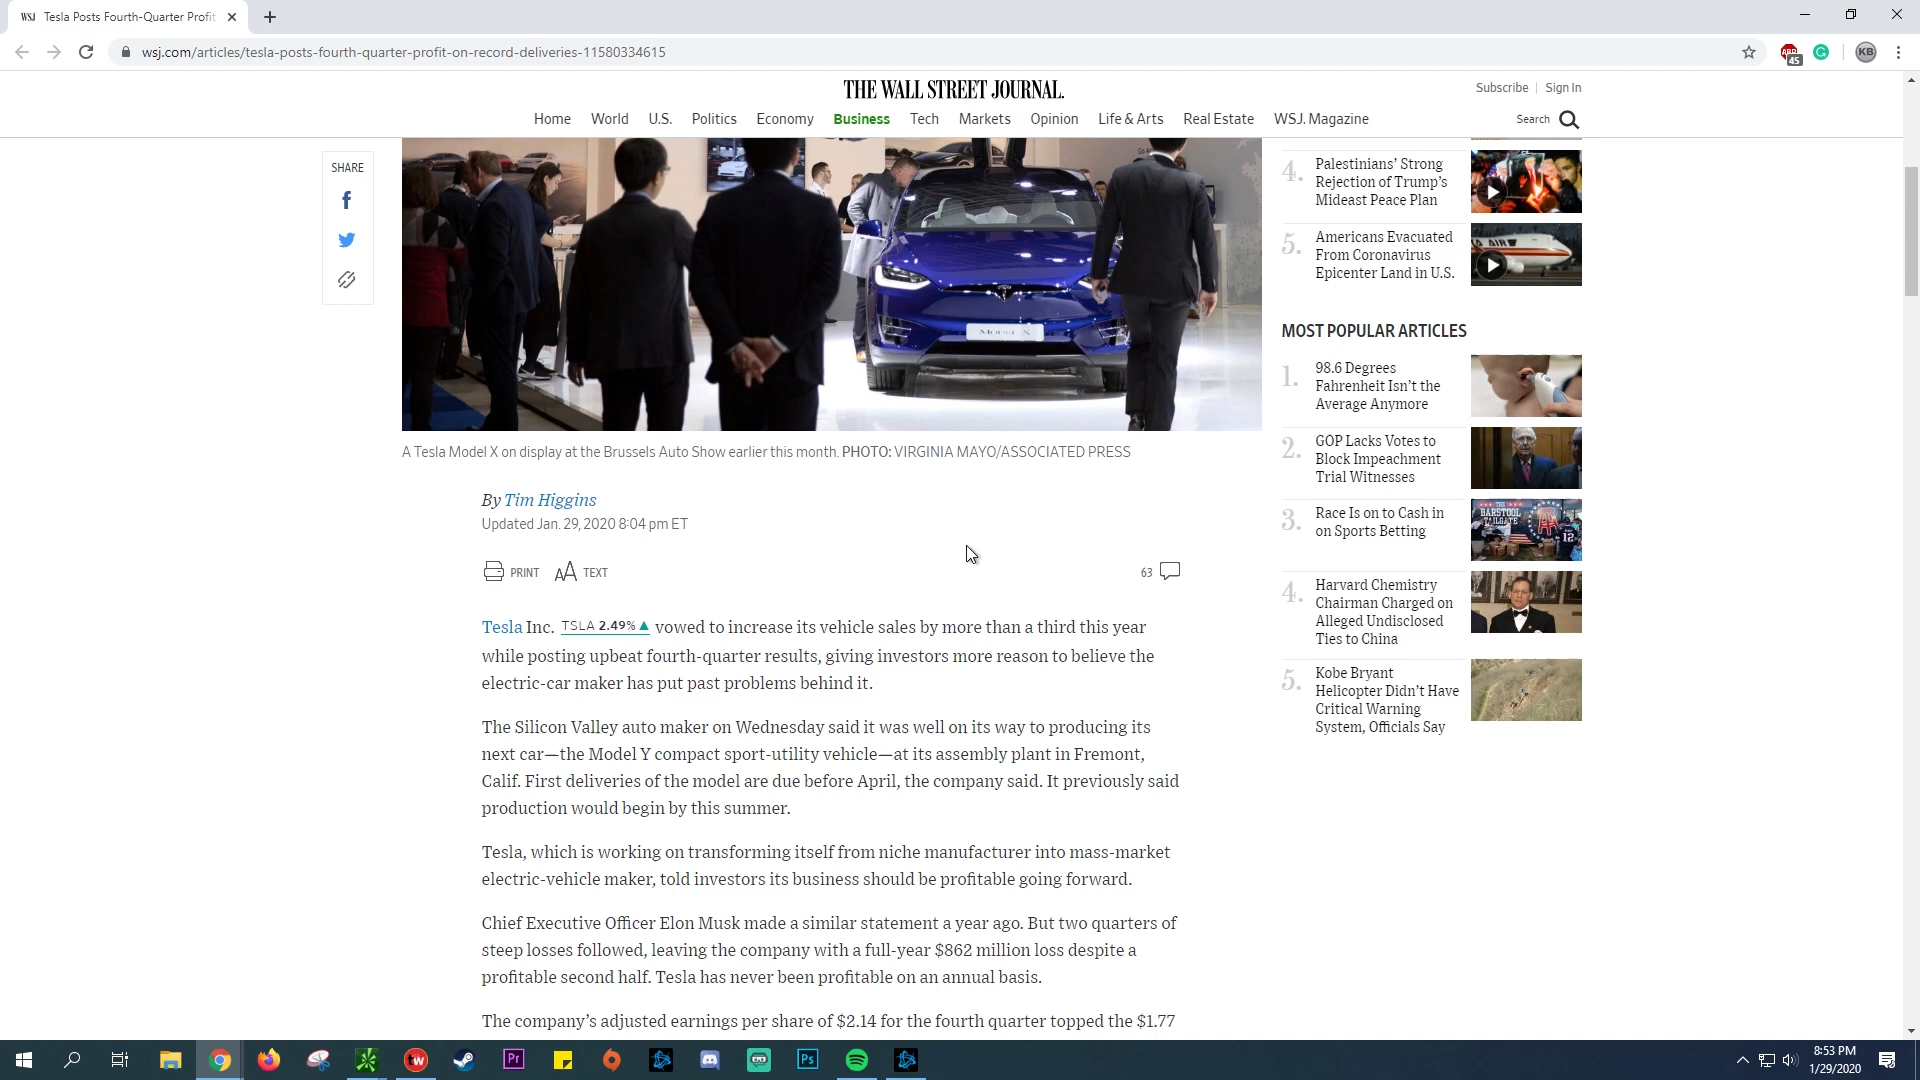 WSJ Tesla Posts Fourth-Quarter Profit
wsj.com/articles/tesla-posts-fourth-quarter-profit-on-record-deliveries-11580334615
ABP
45
KB
THE WALL STREET JOURNAL.
Subscribe
Sign In
Home World U.S. Politics Economy Business Tech Markets Opinion Life & Arts Real Estate WSJ. Magazine
Search
SHARE
MODEL X
A Tesla Model X on display at the Brussels Auto Show earlier this month. PHOTO: VIRGINIA MAYO/ASSOCIATED PRESS
By Tim Higgins
Updated Jan. 29, 2020 8:04 pm ET
PRINT AA TEXT
63
Tesla Inc. TSLA 2.49% ▲ vowed to increase its vehicle sales by more than a third this year
while posting upbeat fourth-quarter results, giving investors more reason to believe the
electric-car maker has put past problems behind it.
The Silicon Valley auto maker on Wednesday said it was well on its way to producing its
next car—the Model Y compact sport-utility vehicle—at its assembly plant in Fremont,
Calif. First deliveries of the model are due before April, the company said. It previously said
production would begin by this summer.
Tesla, which is working on transforming itself from niche manufacturer into mass-market
electric-vehicle maker, told investors its business should be profitable going forward.
Chief Executive Officer Elon Musk made a similar statement a year ago. But two quarters of
steep losses followed, leaving the company with a full-year $862 million loss despite a
profitable second half. Tesla has never been profitable on an annual basis.
The company's adjusted earnings per share of $2.14 for the fourth quarter topped the $1.77
4. Palestinians' Strong
Rejection of Trump's
Mideast Peace Plan
5. Americans Evacuated
From Coronavirus
Epicenter Land in U.S.
AIR
MOST POPULAR ARTICLES
1. 98.6 Degrees
Fahrenheit Isn't the
Average Anymore
2. GOP Lacks Votes to
Block Impeachment
Trial Witnesses
3. Race Is on to Cash in
on Sports Betting
THE
BARSTOOL
TAILGATE
12
4. Harvard Chemistry
Chairman Charged on
Alleged Undisclosed
Ties to China
5. Kobe Bryant
Helicopter Didn't Have
Critical Warning
System, Officials Say
tw
Pr
Ps
8:53 PM
1/29/2020